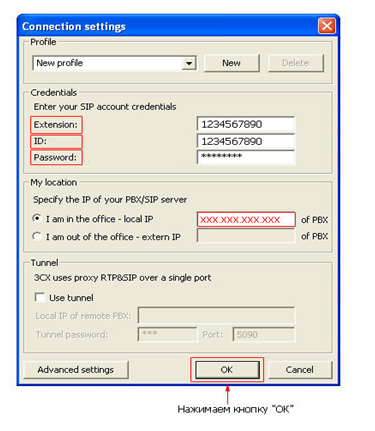 Connection settings
Profile
New profile New Delete
Credentials
Enter your SIP account credentials
Extension: 1234567890
ID: 1234567890
Password: ********
My location
Specify the IP of your PBX/SIP server
I am in the office - local IP XXX.XXX.XXX.XXX of PBX
I am out of the office - extern IP of PBX
Tunnel
3CX uses proxy RTP&SIP over a single port
Use tunnel
Local IP of remote PBX:
Tunnel password: *** Port: 5090
Advanced settings OK Cancel
Нажимаем кнопку "ОК"